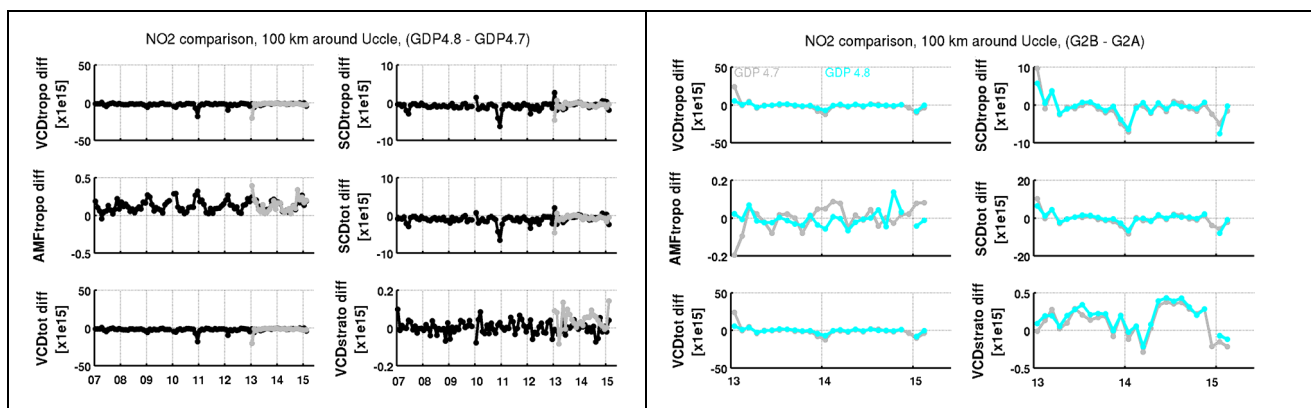 NO2 comparison, 100 km around Uccle, (GDP4.8 - GDP4.7)
VCDtropo diff
[x1e15]
50
0
-50
SCDtropo diff
[x1e15]
10
0
-10
AMFtropo diff
0.5
0
-0.5
SCDtot diff
[x1e15]
10
0
-10
VCDtot diff
[x1e15]
50
0
-50
07 08 09 10 11 12 13 14 15
VCDstrato diff
[x1e15]
0.2
0
-0.2
07 08 09 10 11 12 13 14 15
NO2 comparison, 100 km around Uccle, (G2B - G2A)
VCDtropo diff
[x1e15]
50
0
-50
GDP 4.7 GDP 4.8
SCDtropo diff
[x1e15]
10
0
-10
AMFtropo diff
0.2
0
-0.2
SCDtot diff
[x1e15]
20
0
-20
VCDtot diff
[x1e15]
50
0
-50
13 14 15
VCDstrato diff
[x1e15]
0.5
0
-0.5
13 14 15